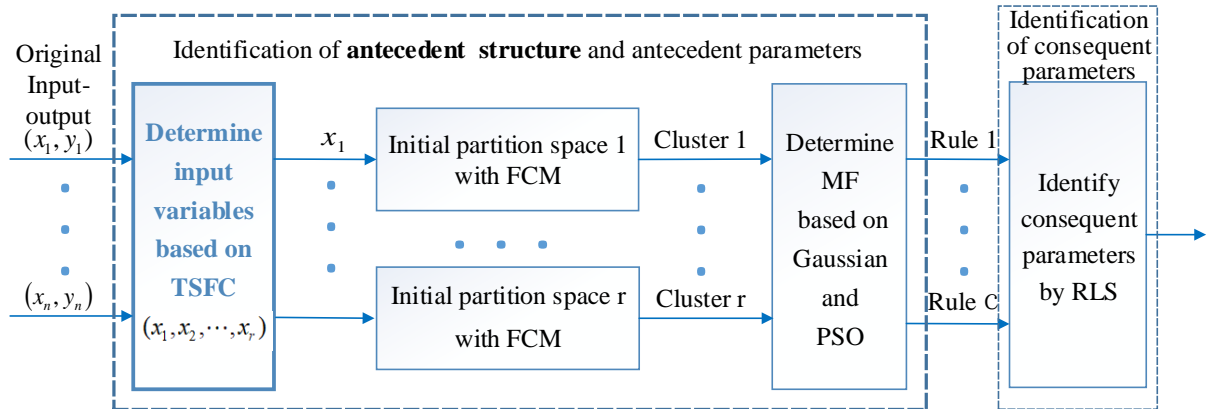 Identification of antecedent structure and antecedent parameters
Identification
of consequent
parameters
Original
Input-
output
(x₁, y₁)
(xₙ, yₙ)
Determine
input
variables
based on
TSFC
(x₁, x₂, ⋯, xᵣ)
x₁
Initial partition space 1
with FCM
Initial partition space r
with FCM
Cluster 1
Cluster r
Determine
MF
based on
Gaussian
and
PSO
Rule 1
Rule C
Identify
consequent
parameters
by RLS